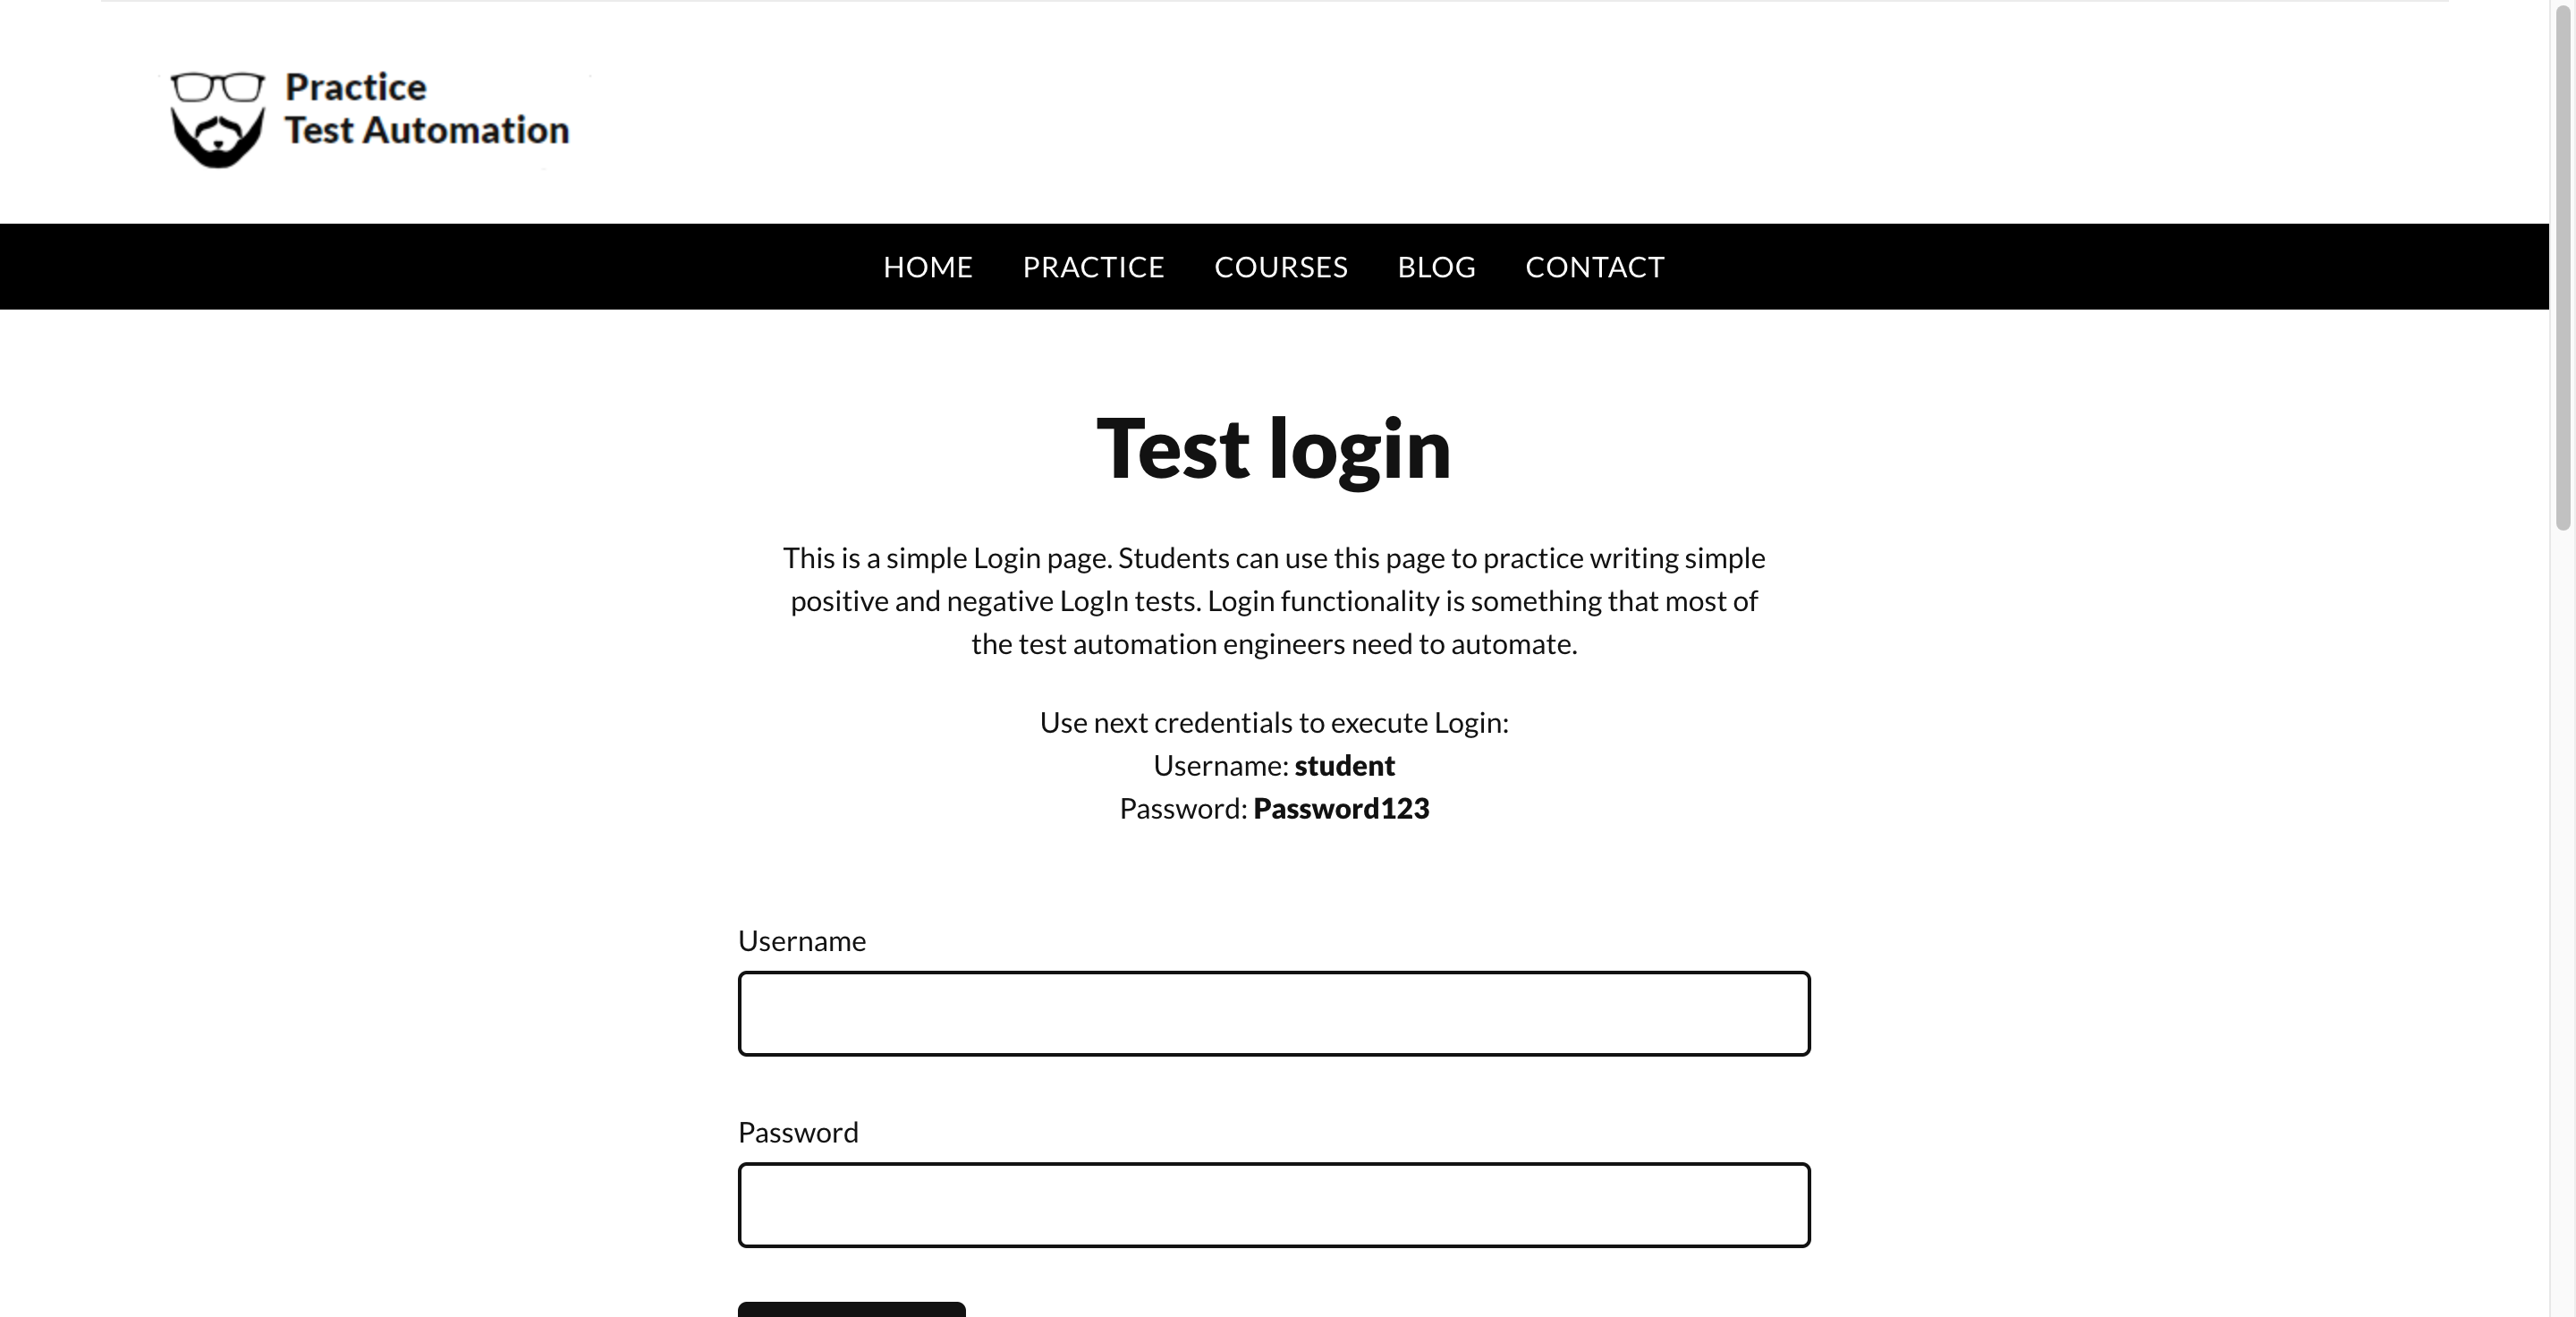 Practice
Test Automation
HOME PRACTICE COURSES BLOG CONTACT
Test login
This is a simple Login page. Students can use this page to practice writing simple
positive and negative LogIn tests. Login functionality is something that most of
the test automation engineers need to automate.
Use next credentials to execute Login:
Username: student
Password: Password123
Username
Password